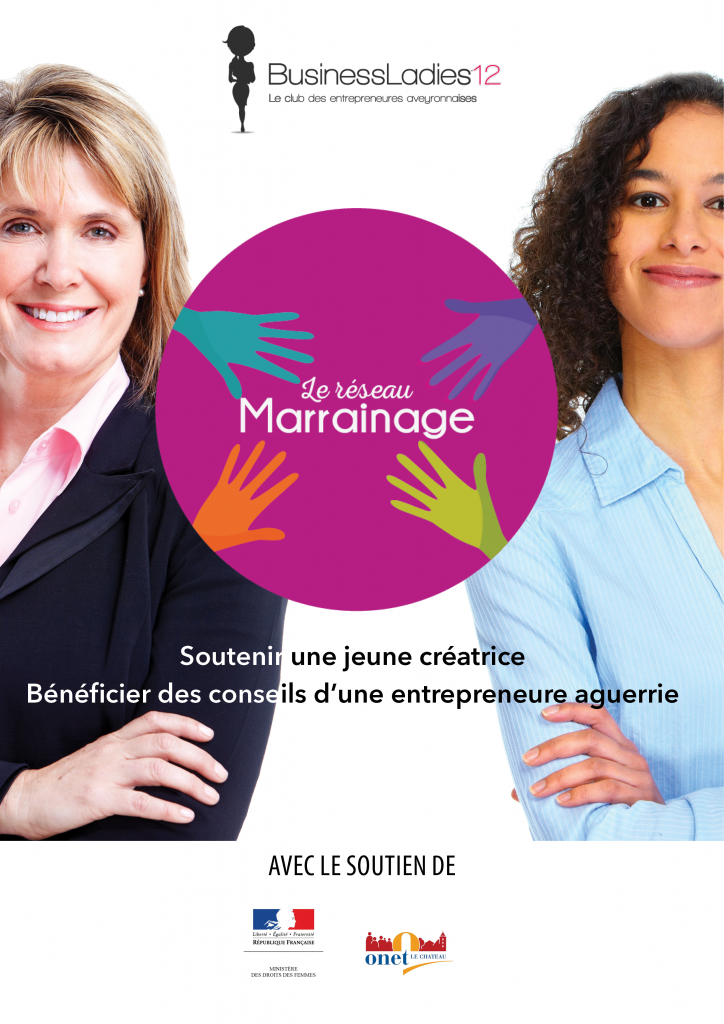 BusinessLadies12
Le club des entrepreneures aveyronnaises
Le réseau
Marrainage
Soutenir une jeune créatrice
Bénéficier des conseils d’une entrepreneure aguerrie
AVEC LE SOUTIEN DE
Liberté • Égalité • Fraternité
RÉPUBLIQUE FRANÇAISE
MINISTÈRE
DES DROITS DES FEMMES
onet LE CHATEAU